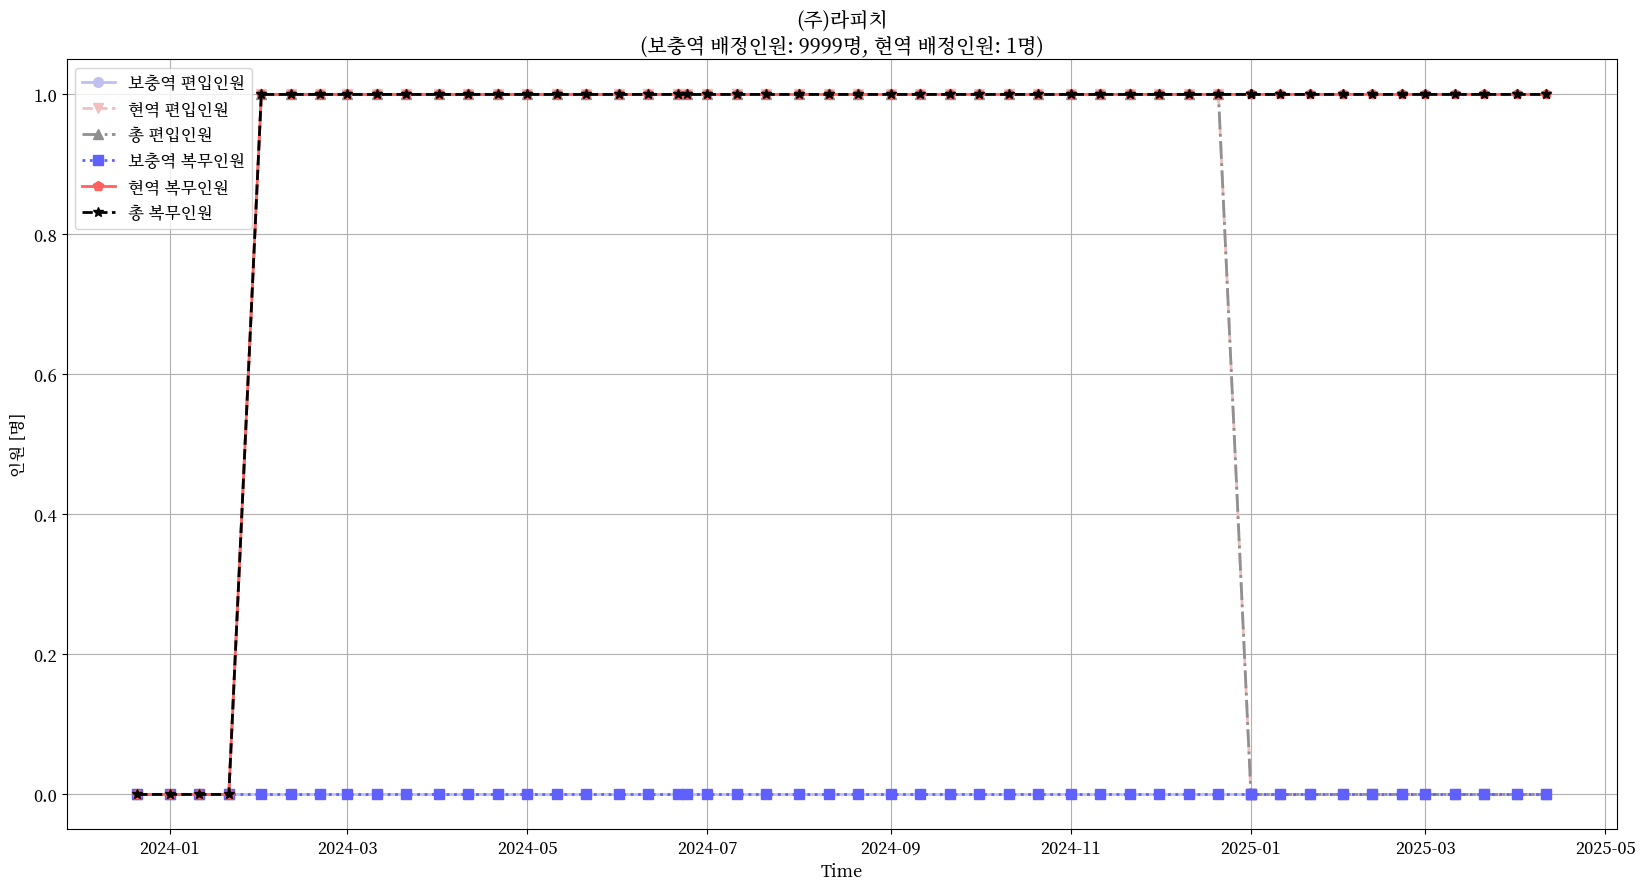 (주)라피치
(보충역 배정인원: 9999명, 현역 배정인원: 1명)
보충역 편입인원
현역 편입인원
총 편입인원
보충역 복무인원
현역 복무인원
총 복무인원
1.0
0.8
0.6
0.4
0.2
0.0
인원 [명]
2024-01
2024-03
2024-05
2024-07
2024-09
2024-11
2025-01
2025-03
2025-05
Time